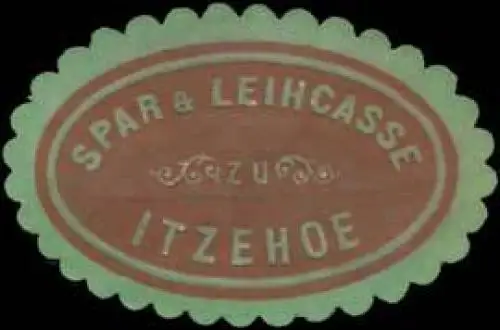 SPAR & LEIHCASSE
ZU
ITZEHOE